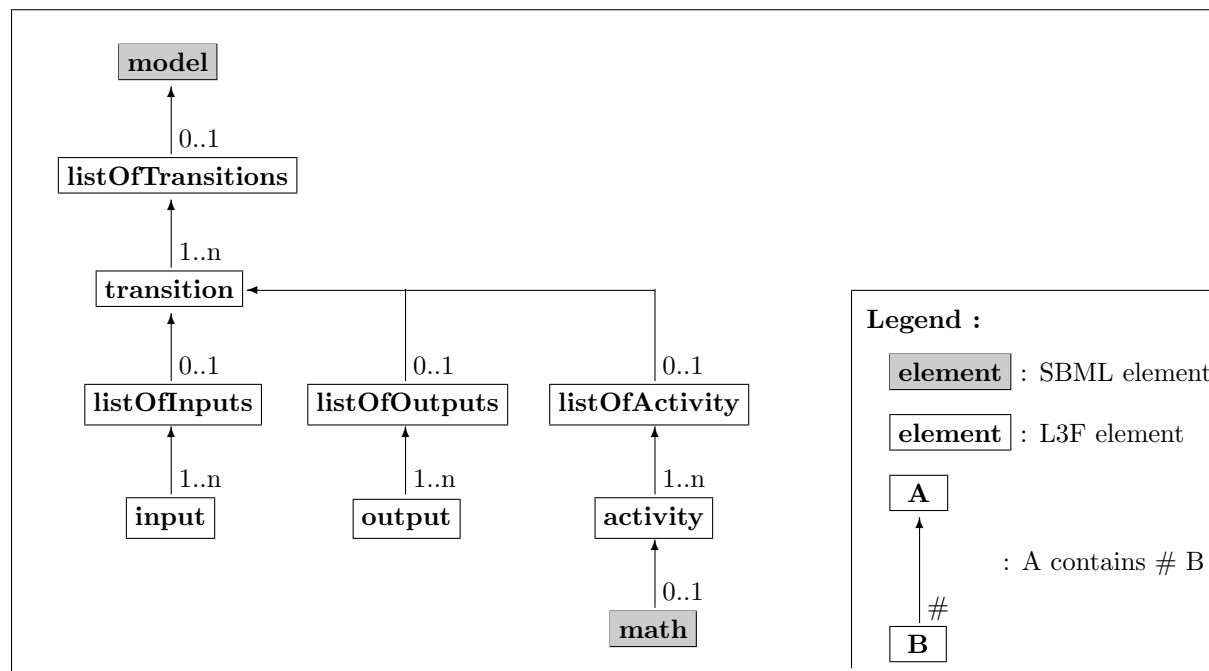 model
0..1
listOfTransitions
1..n
transition
0..1
0..1
0..1
listOfInputs
listOfOutputs
listOfActivity
1..n
1..n
1..n
input
output
activity
0..1
math
Legend :
element : SBML element
element : L3F element
A
: A contains # B
#
B